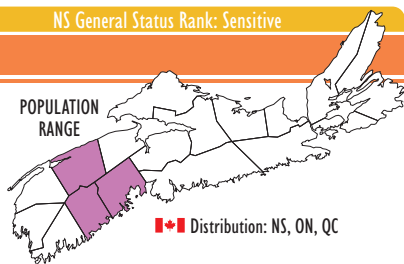 NS General Status Rank: Sensitive
POPULATION
RANGE
Distribution: NS, ON, QC